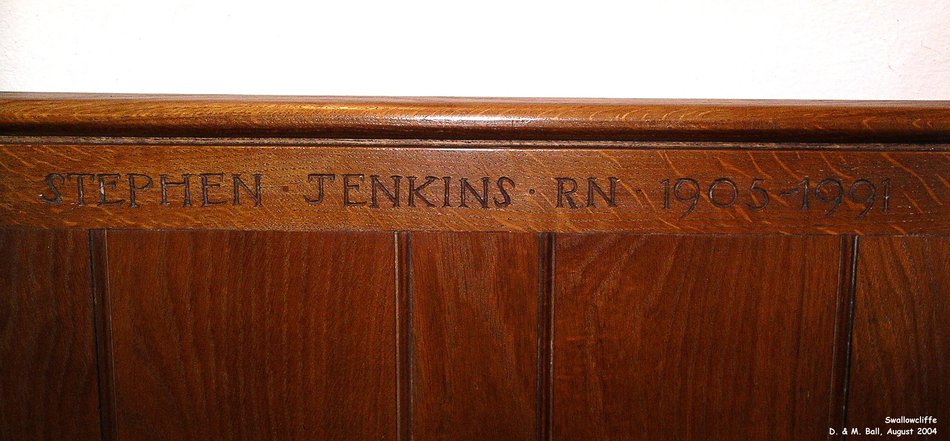 STEPHEN · JENKINS · RN · 1905-1991
Swallowcliffe
D. & M. Ball, August 2004